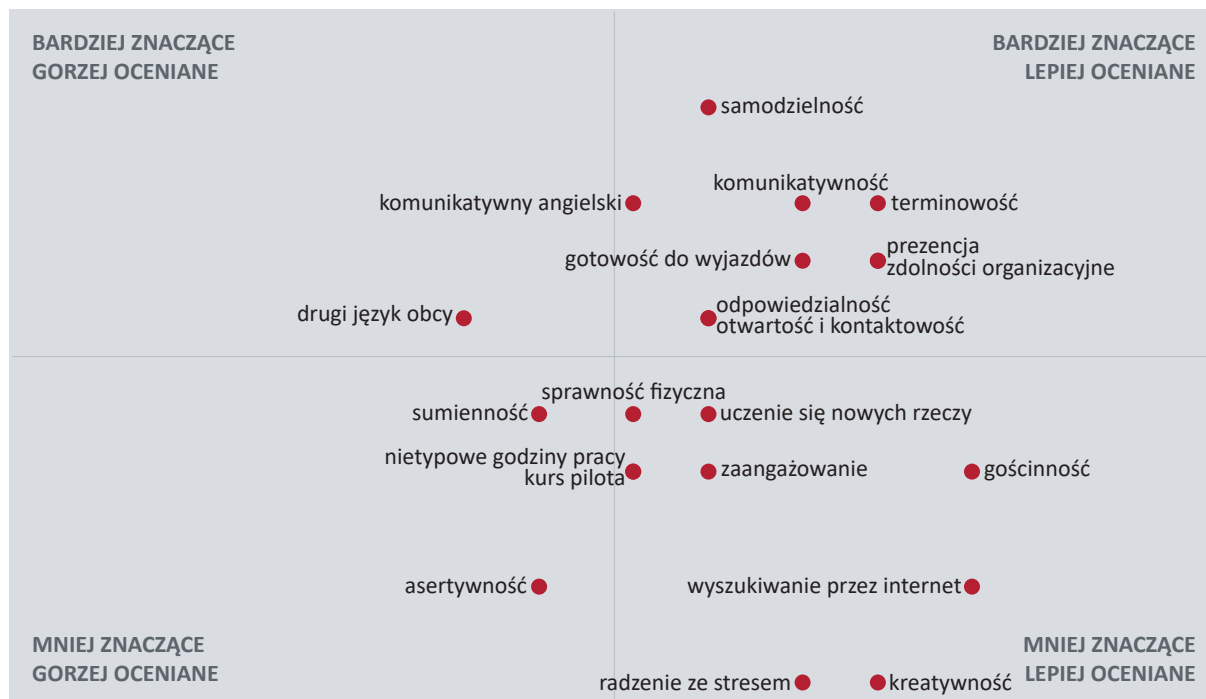 BARDZIEJ ZNACZĄCE
GORZEJ OCENIANE
BARDZIEJ ZNACZĄCE
LEPIEJ OCENIANE
samodzielność
komunikatywność
komunikatywny angielski
terminowość
gotowość do wyjazdów
prezencja
zdolności organizacyjne
drugi język obcy
odpowiedzialność
otwartość i kontaktowość
sprawność fizyczna
sumienność
uczenie się nowych rzeczy
nietypowe godziny pracy
kurs pilota
zaangażowanie
gościnność
asertywność
wyszukiwanie przez internet
MNIEJ ZNACZĄCE
GORZEJ OCENIANE
MNIEJ ZNACZĄCE
LEPIEJ OCENIANE
radzenie ze stresem
kreatywność